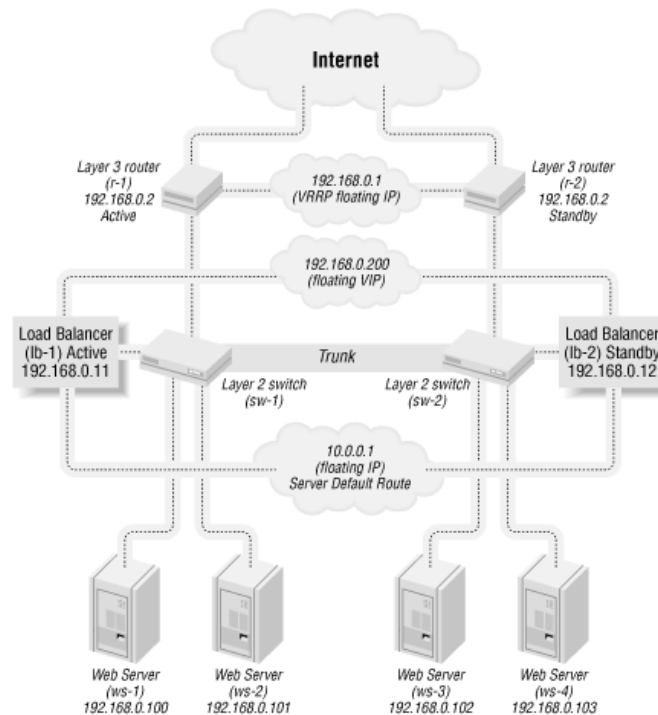 Internet
Layer 3 router
(r-1)
192.168.0.2
Active
192.168.0.1
(VRRP floating IP)
Layer 3 router
(r-2)
192.168.0.2
Standby
192.168.0.200
(floating VIP)
Load Balancer
(lb-1) Active
192.168.0.11
Trunk
Load Balancer
(lb-2) Standby
192.168.0.12
Layer 2 switch
(sw-1)
Layer 2 switch
(sw-2)
10.0.0.1
(floating IP)
Server Default Route
Web Server
(ws-1)
192.168.0.100
Web Server
(ws-2)
192.168.0.101
Web Server
(ws-3)
192.168.0.102
Web Server
(ws-4)
192.168.0.103